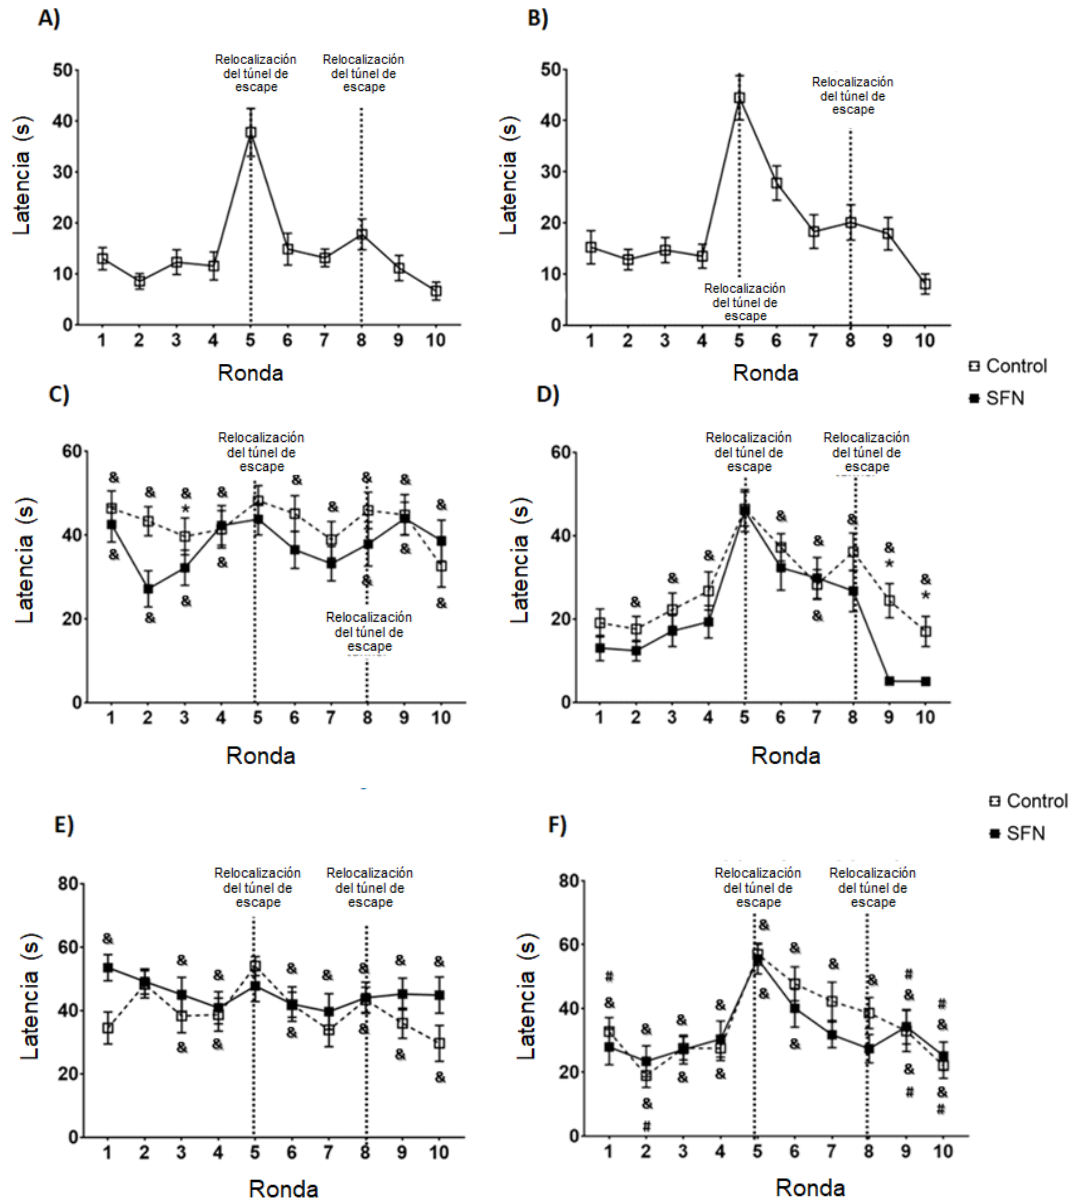 A)
Relocalización
del túnel de
escape
Relocalización
del túnel de
escape
Latencia (s)
50
40
30
20
10
0
1 2 3 4 5 6 7 8 9 10
Ronda
B)
Relocalización
del túnel de
escape
Latencia (s)
50
40
30
20
10
0
Relocalización
del túnel de
escape
1 2 3 4 5 6 7 8 9 10
Ronda
Control
SFN
C)
Relocalización
del túnel de
escape
Latencia (s)
60
40
20
0
& & & & & & & & &
*
& & & & & & &
Relocalización
del túnel de
escape
1 2 3 4 5 6 7 8 9 10
Ronda
D)
Relocalización
del túnel de
escape
Relocalización
del túnel de
escape
Latencia (s)
60
40
20
0
& & & & & & & &
* *
&
1 2 3 4 5 6 7 8 9 10
Ronda
Control
SFN
E)
Relocalización
del túnel de
escape
Relocalización
del túnel de
escape
Latencia (s)
80
60
40
20
0
& & & & & & & &
& & & & & &
1 2 3 4 5 6 7 8 9 10
Ronda
F)
Relocalización
del túnel de
escape
Relocalización
del túnel de
escape
Latencia (s)
80
60
40
20
0
# # #
& & & & & & & & & &
& & & & & & &
# # #
1 2 3 4 5 6 7 8 9 10
Ronda